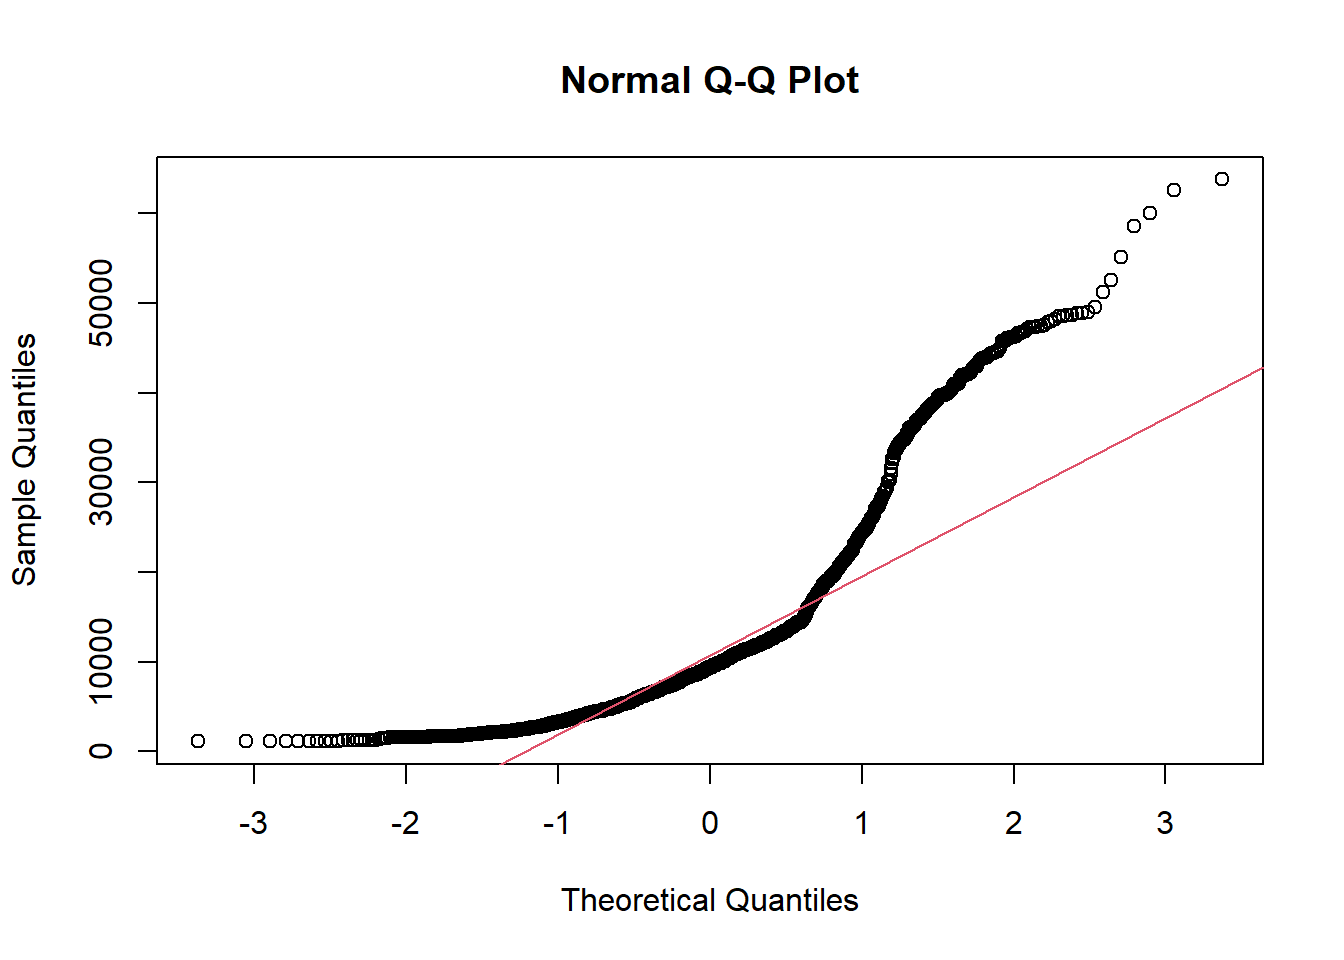 Normal Q-Q Plot
Sample Quantiles
50000
30000
10000
0
-3 -2 -1 0 1 2 3
Theoretical Quantiles